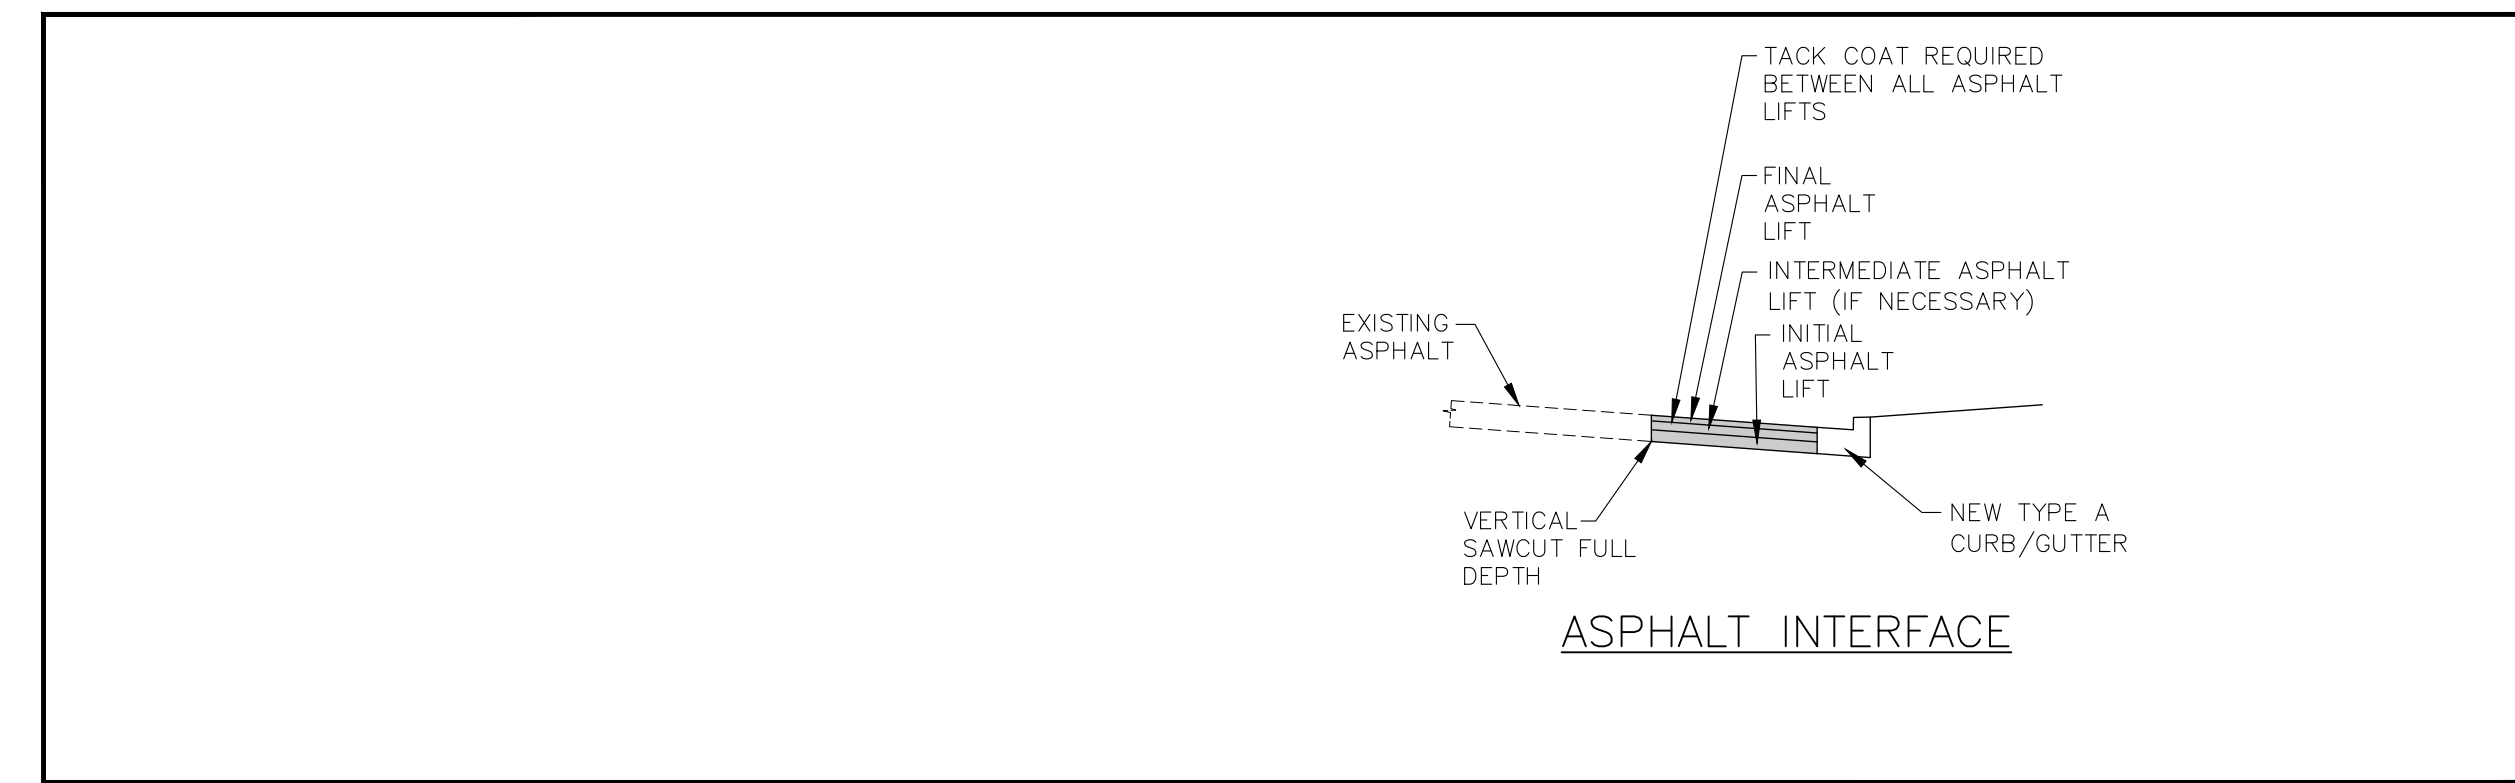 TACK COAT REQUIRED
BETWEEN ALL ASPHALT
LIFTS
FINAL
ASPHALT
LIFT
INTERMEDIATE ASPHALT
LIFT (IF NECESSARY)
EXISTING
ASPHALT
INITIAL
ASPHALT
LIFT
VERTICAL
SAWCUT FULL
DEPTH
NEW TYPE A
CURB/GUTTER
ASPHALT INTERFACE